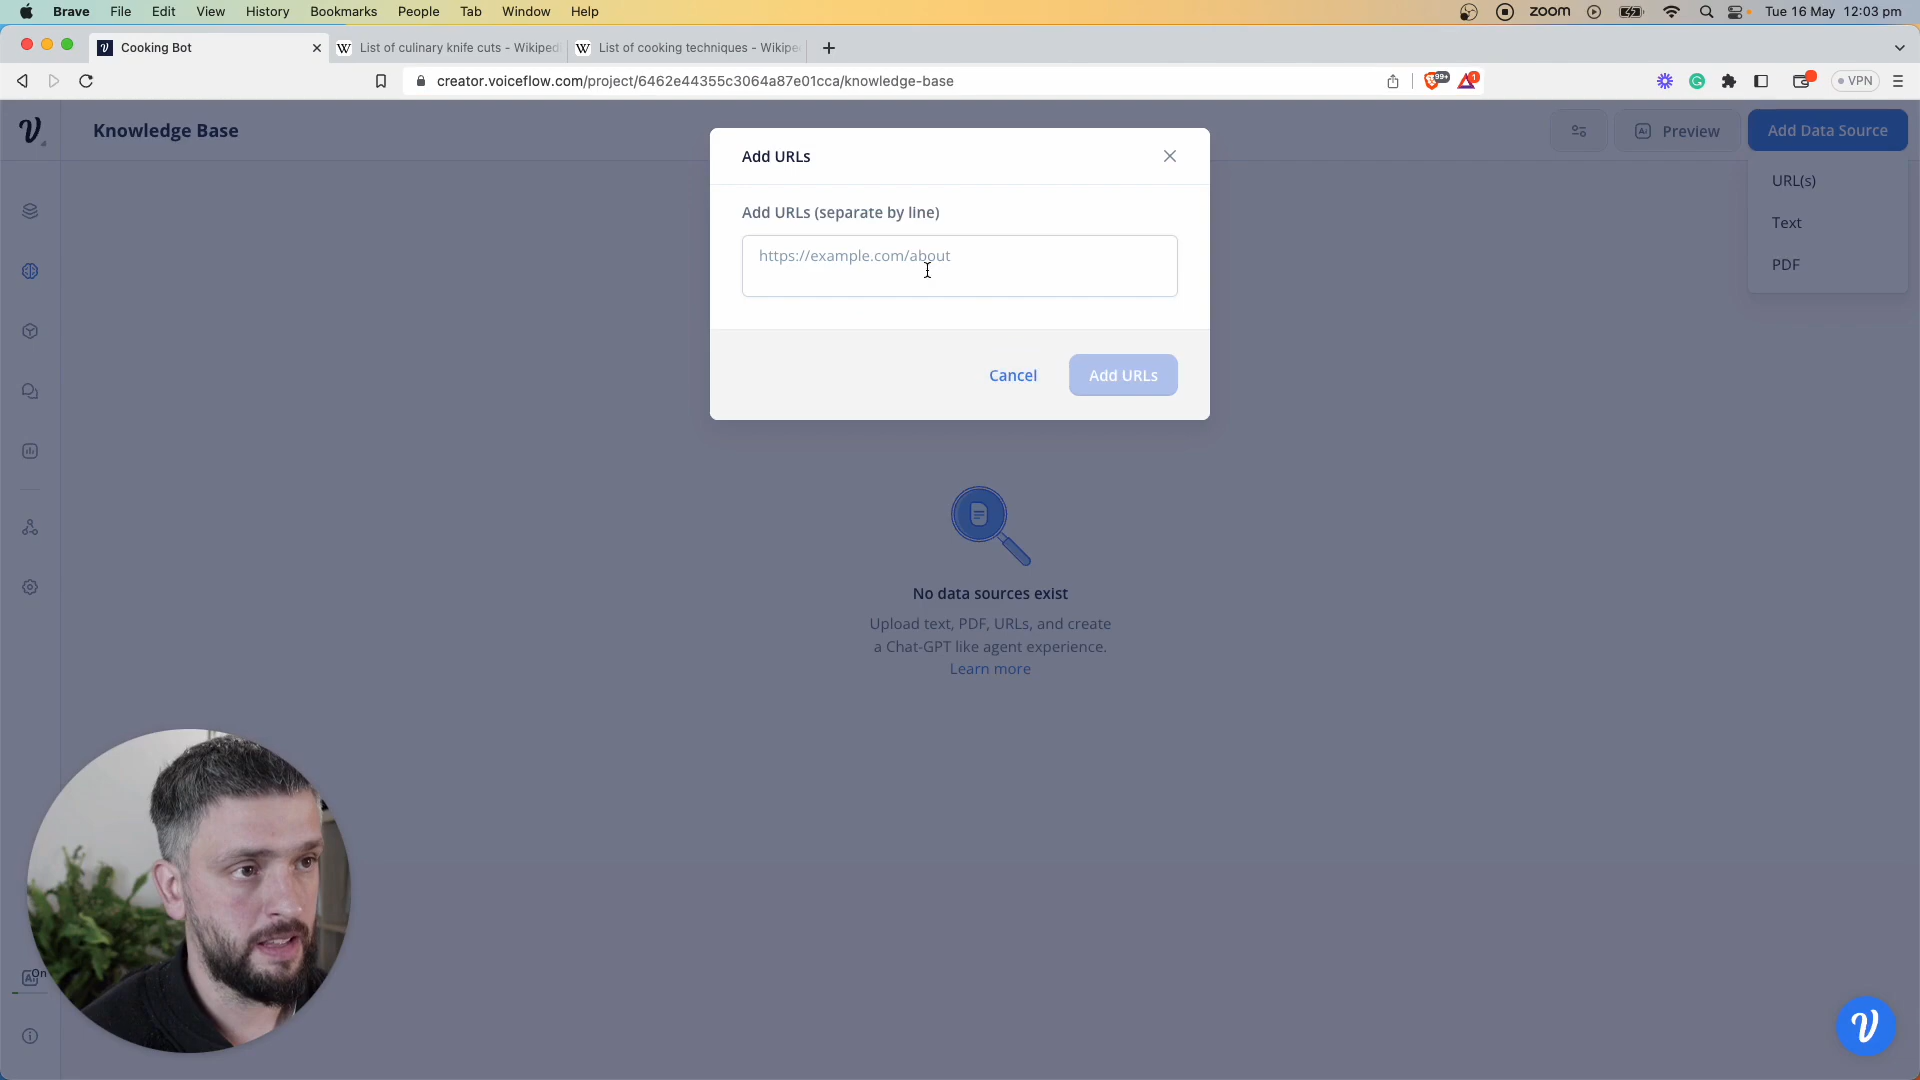 Brave File Edit View History Bookmarks People Tab Window Help zoom Tue 16 May 12:03 pm
Cooking Bot List of culinary knife cuts - Wikiped List of cooking techniques - Wikipe
creator.voiceflow.com/project/6462e44355c3064a87e01cca/knowledge-base 99+ 1 VPN
Knowledge Base Preview Add Data Source
URL(s)
Text
PDF
Add URLs
Add URLs (separate by line)
https://example.com/about
Cancel Add URLs
No data sources exist
Upload text, PDF, URLs, and create
a Chat-GPT like agent experience.
Learn more
On